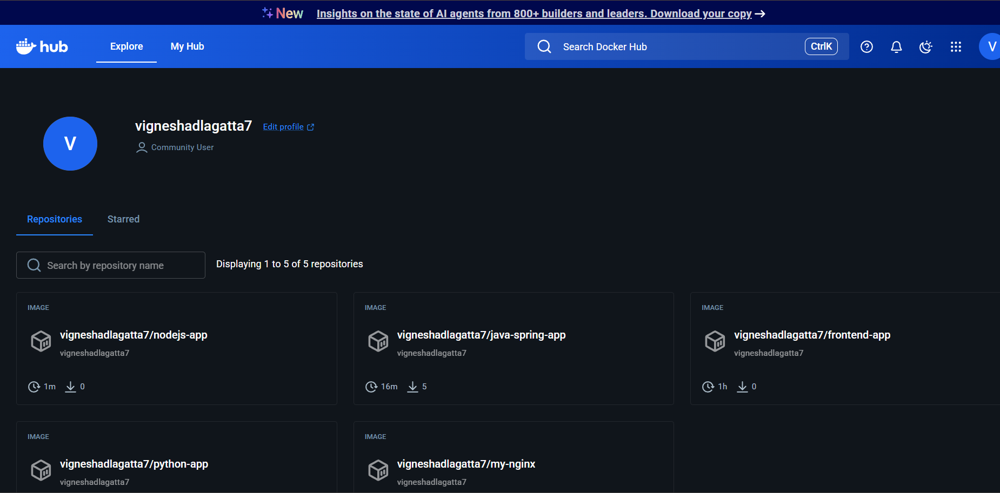 New Insights on the state of AI agents from 800+ builders and leaders. Download your copy →
hub Explore My Hub Search Docker Hub CtrlK V
V
vigneshadlagatta7 Edit profile
Community User
Repositories Starred
Search by repository name Displaying 1 to 5 of 5 repositories
IMAGE
vigneshadlagatta7/nodejs-app
vigneshadlagatta7
1m 0
IMAGE
vigneshadlagatta7/java-spring-app
vigneshadlagatta7
16m 5
IMAGE
vigneshadlagatta7/frontend-app
vigneshadlagatta7
1h 0
IMAGE
vigneshadlagatta7/python-app
vigneshadlagatta7
IMAGE
vigneshadlagatta7/my-nginx
vigneshadlagatta7